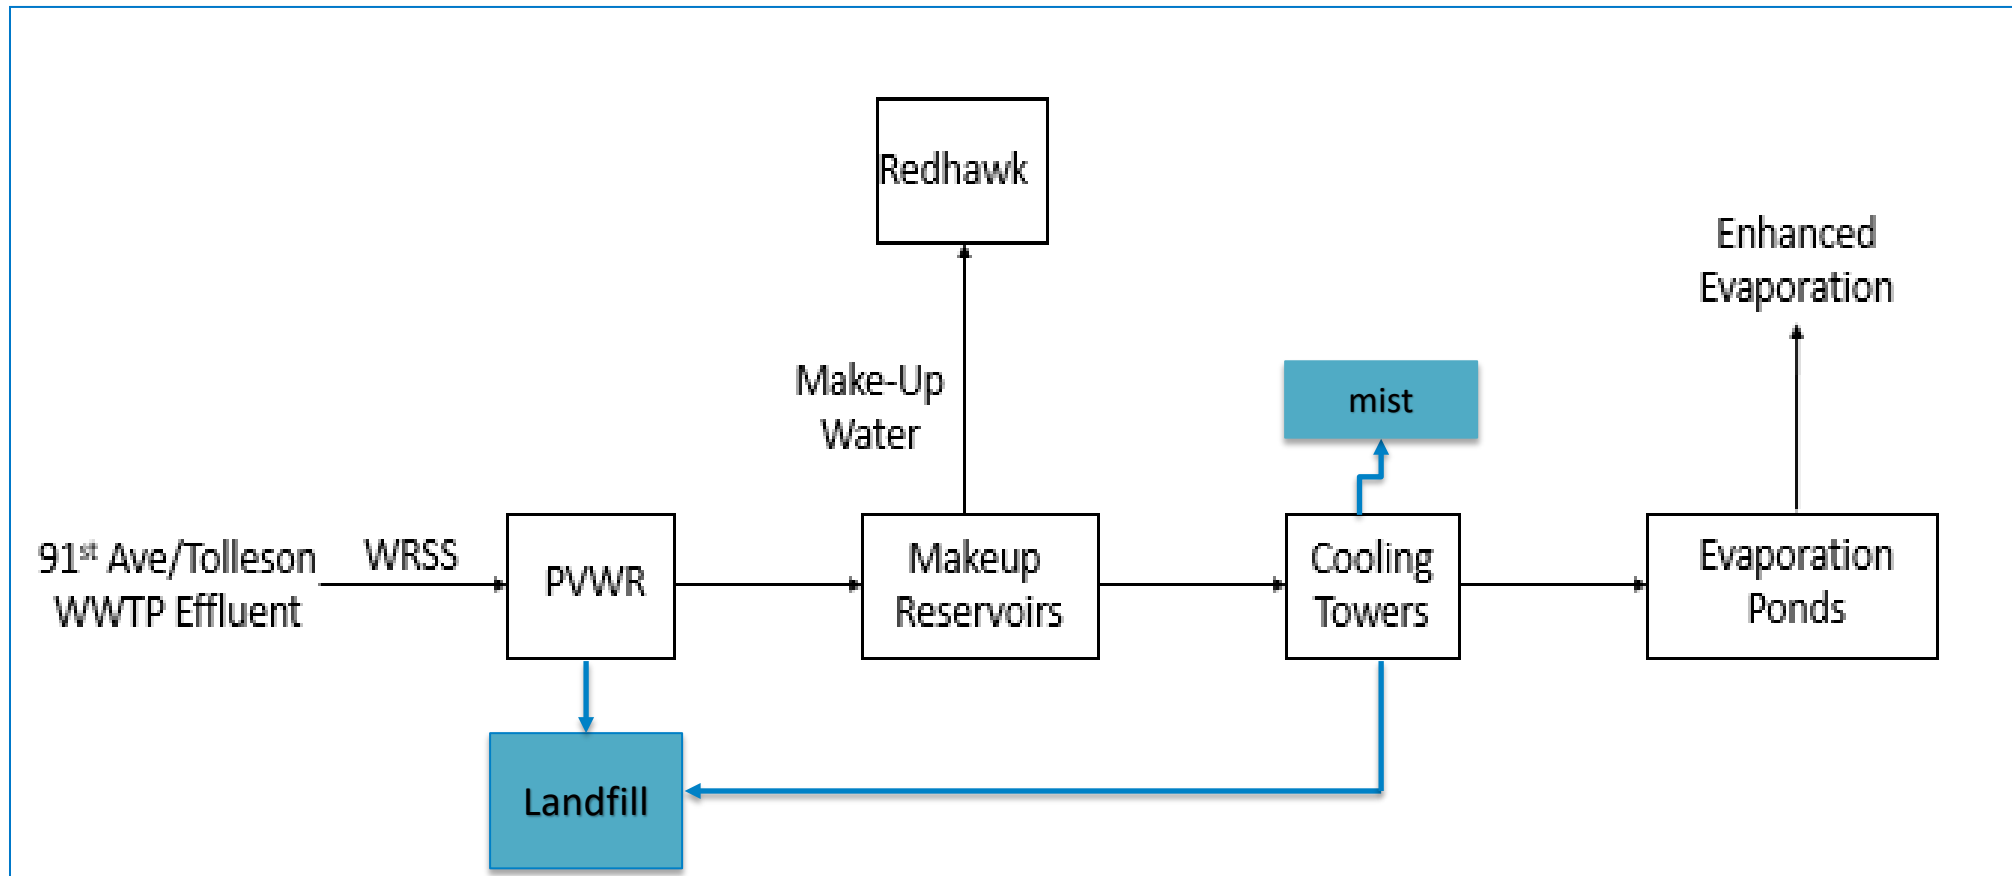 Redhawk
Enhanced
Evaporation
Make-Up
Water
mist
91st Ave/Tolleson
WWTP Effluent
WRSS
PVWR
Makeup
Reservoirs
Cooling
Towers
Evaporation
Ponds
Landfill